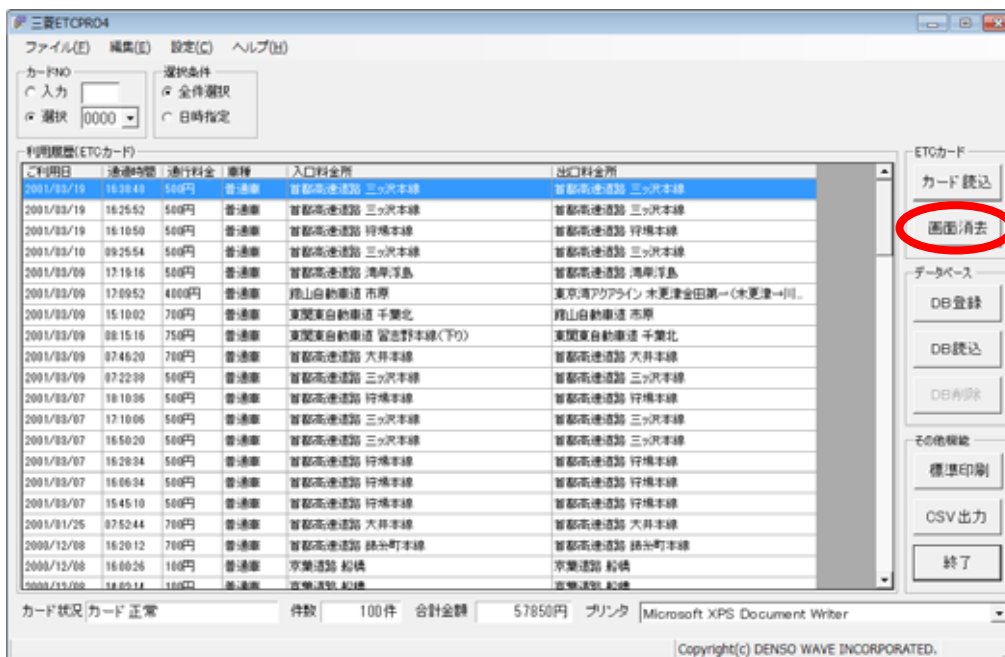 三菱ETCPRO4
ファイル(F) 編集(E) 設定(C) ヘルプ(H)
カードNO 選択条件
入力 全件選択
選択 0000 日時指定
利用履歴(ETCカード) ETCカード
ご利用日 通過時間 通行料金 車種 入口料金所 出口料金所
カード読込
2001/03/19 16:38:48 500円 普通車 首都高速道路 三ッ沢本線 首都高速道路 三ッ沢本線
2001/03/19 16:25:52 500円 普通車 首都高速道路 三ッ沢本線 首都高速道路 三ッ沢本線
画面消去
2001/03/19 16:10:50 500円 普通車 首都高速道路 狩場本線 首都高速道路 狩場本線
2001/03/10 09:25:54 500円 普通車 首都高速道路 三ッ沢本線 首都高速道路 三ッ沢本線
2001/03/09 17:19:16 500円 普通車 首都高速道路 湾岸浮島 首都高速道路 湾岸浮島
データベース
2001/03/09 17:09:52 4000円 普通車 館山自動車道 市原 東京湾アクアライン 木更津金田第一(木更津→川...
DB登録
2001/03/09 15:10:02 700円 普通車 東関東自動車道 千葉北 館山自動車道 市原
2001/03/09 08:15:16 750円 普通車 東関東自動車道 習志野本線(下り) 東関東自動車道 千葉北
DB読込
2001/03/09 07:46:20 700円 普通車 首都高速道路 大井本線 首都高速道路 大井本線
2001/03/09 07:22:38 500円 普通車 首都高速道路 三ッ沢本線 首都高速道路 三ッ沢本線
2001/03/07 18:10:36 500円 普通車 首都高速道路 狩場本線 首都高速道路 狩場本線
DB削除
2001/03/07 17:10:06 500円 普通車 首都高速道路 三ッ沢本線 首都高速道路 三ッ沢本線
2001/03/07 16:50:20 500円 普通車 首都高速道路 三ッ沢本線 首都高速道路 三ッ沢本線
その他機能
2001/03/07 16:28:34 500円 普通車 首都高速道路 狩場本線 首都高速道路 狩場本線
標準印刷
2001/03/07 16:06:34 500円 普通車 首都高速道路 狩場本線 首都高速道路 狩場本線
2001/03/07 15:45:10 500円 普通車 首都高速道路 狩場本線 首都高速道路 狩場本線
CSV出力
2001/01/25 07:52:44 700円 普通車 首都高速道路 大井本線 首都高速道路 大井本線
2000/12/08 16:20:12 700円 普通車 首都高速道路 錦糸町本線 首都高速道路 錦糸町本線
2000/12/08 16:00:26 100円 普通車 京葉道路 船橋 京葉道路 船橋
終了
カード状況 カード正常 件数 100件 合計金額 57850円 プリンタ Microsoft XPS Document Writer
Copyright(c) DENSO WAVE INCORPORATED.